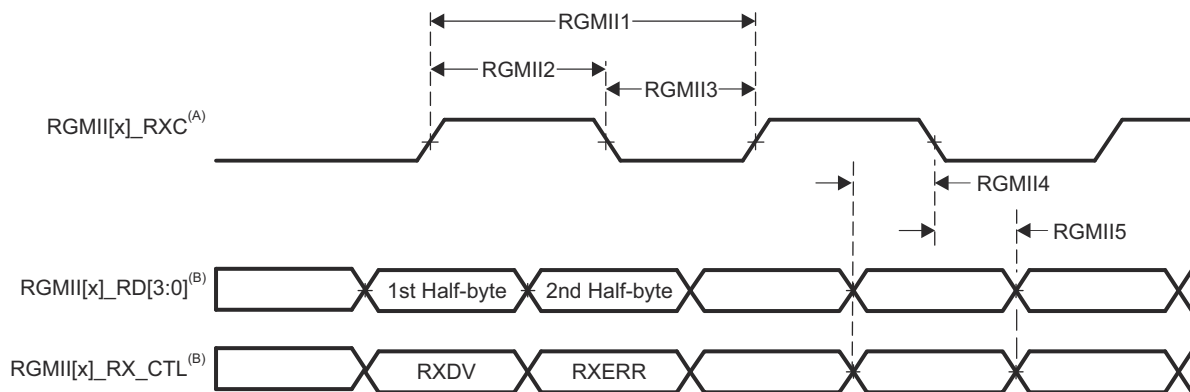 RGMII1
RGMII2
RGMII3
RGMII[x]_RXC(A)
RGMII4
RGMII5
RGMII[x]_RD[3:0](B)
1st Half-byte
2nd Half-byte
RGMII[x]_RX_CTL(B)
RXDV
RXERR